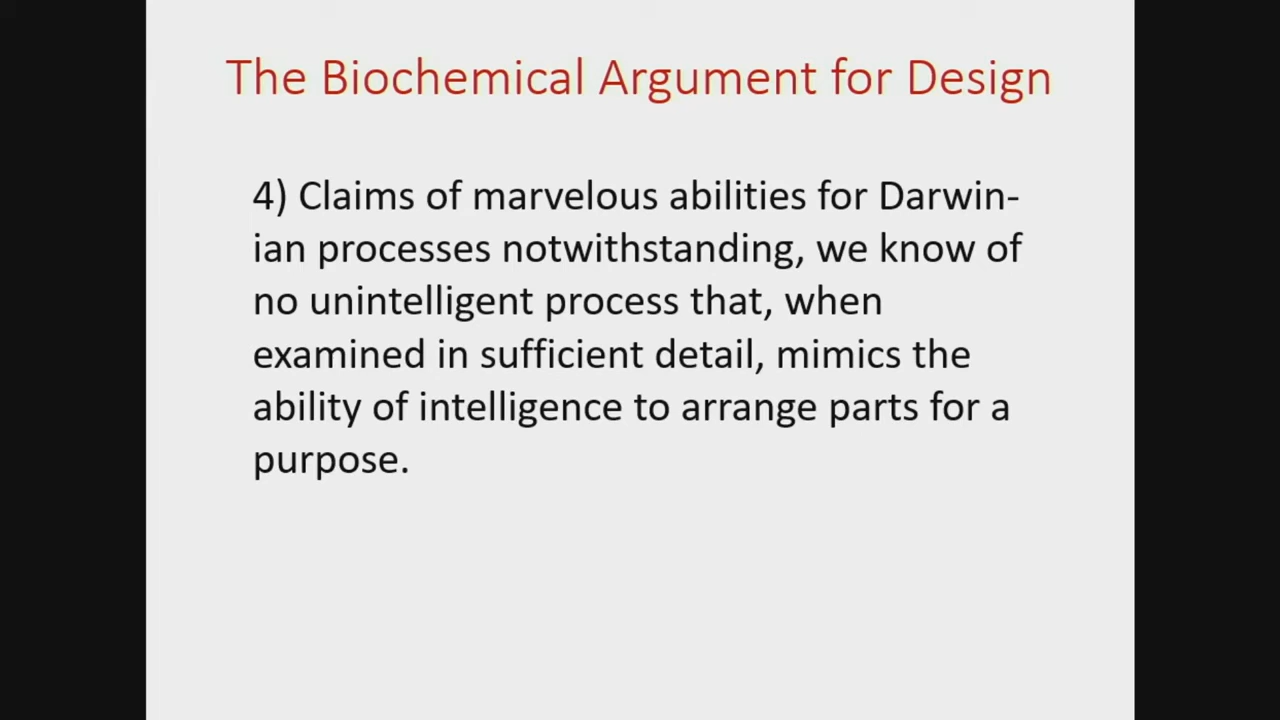 The Biochemical Argument for Design
4) Claims of marvelous abilities for Darwin-
ian processes notwithstanding, we know of
no unintelligent process that, when
examined in sufficient detail, mimics the
ability of intelligence to arrange parts for a
purpose.